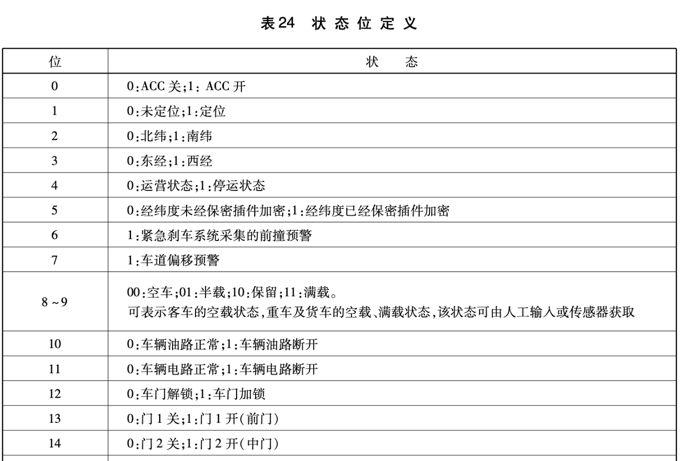 表24 状态位定义
位 状态
0 0:ACC 关;1: ACC 开
1 0:未定位;1:定位
2 0:北纬;1:南纬
3 0:东经;1:西经
4 0:运营状态;1:停运状态
5 0:经纬度未经保密插件加密;1:经纬度已经保密插件加密
6 1:紧急刹车系统采集的前撞预警
7 1:车道偏移预警
8~9 00:空车;01:半载;10:保留;11:满载。
可表示客车的空载状态,重车及货车的空载、满载状态,该状态可由人工输入或传感器获取
10 0:车辆油路正常;1:车辆油路断开
11 0:车辆电路正常;1:车辆电路断开
12 0:车门解锁;1:车门加锁
13 0:门1关;1:门1开(前门)
14 0:门2关;1:门2开(中门)